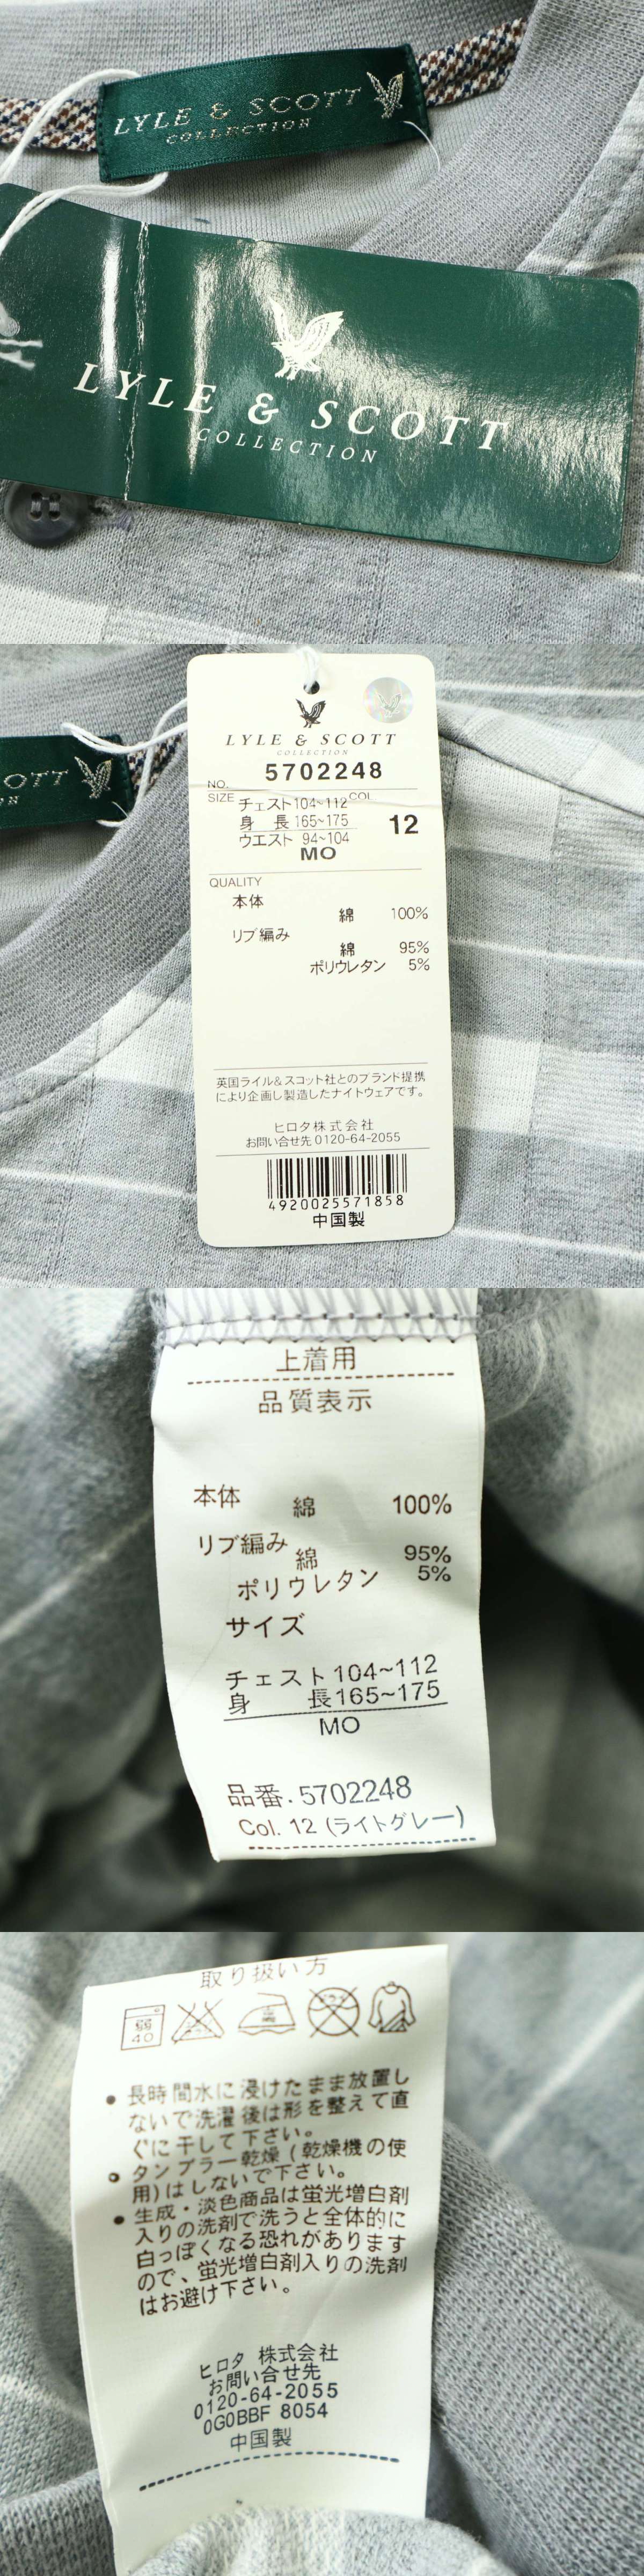 LYLE & SCOTT
COLLECTION
LYLE & SCOTT
COLLECTION
SCOTT
LYLE & SCOTT
COLLECTION
NO. 5702248
SIZE チェスト104~112 COL
身 長165~175 12
ウエスト 94~104
MO
QUALITY
本体
綿 100%
リブ編み
綿 95%
ポリウレタン 5%
英国ライル&スコット社とのブランド提携
により企画し製造したナイトウェアです。
ヒロタ株式会社
お問い合せ先 0120-64-2055
4920025571858
中国製
上着用
品質表示
本体 綿 100%
リブ編み 綿 95%
ポリウレタン 5%
サイズ
チェスト104~112
身 長165~175
MO
品番.5702248
Col. 12 (ライトグレー)
取り扱い方
弱
40
● 長時間水に浸けたまま放置し
ないで洗濯後は形を整えて直
ぐに干して下さい。
● タンブラー乾燥(乾燥機の使
用)はしないで下さい。
● 生成・淡色商品は蛍光増白剤
入りの洗剤で洗うと全体的に
白っぽくなる恐れがあります
ので、蛍光増白剤入りの洗剤
はお避け下さい。
ヒロタ 株式会社
お問い合せ先
0120-64-2055
0G0BBF 8054
中国製